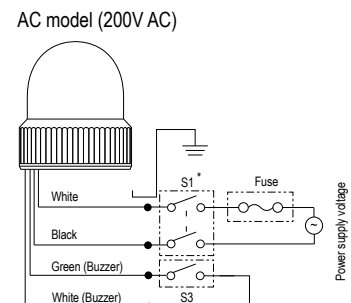 AC model (200V AC)
S1 *
Fuse
White
Power supply voltage
~
Black
Green (Buzzer)
White (Buzzer)
S3